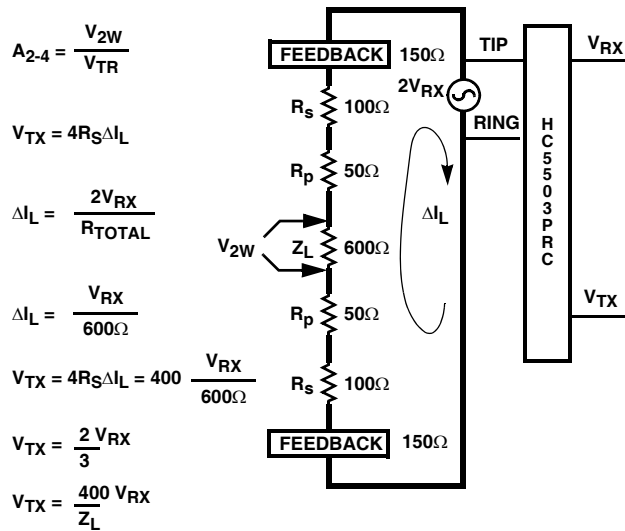 A2-4 = V2W / VTR
VTX = 4RSΔIL
ΔIL = 2VRX / RTOTAL
ΔIL = VRX / 600Ω
VTX = 4RSΔIL = 400 VRX / 600Ω
VTX = 2/3 VRX
VTX = 400 VRX / ZL
FEEDBACK 150Ω
2VRX
Rs 100Ω
Rp 50Ω
V2W
ZL 600Ω
Rp 50Ω
Rs 100Ω
FEEDBACK 150Ω
ΔIL
TIP
RING
HC5503PRC
VRX
VTX